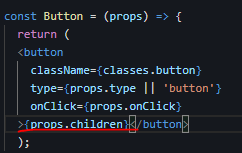 const Button = (props) => {
  return (
  <button
    className={classes.button}
    type={props.type || 'button'}
    onClick={props.onClick}
  >{props.children}</button>
  );